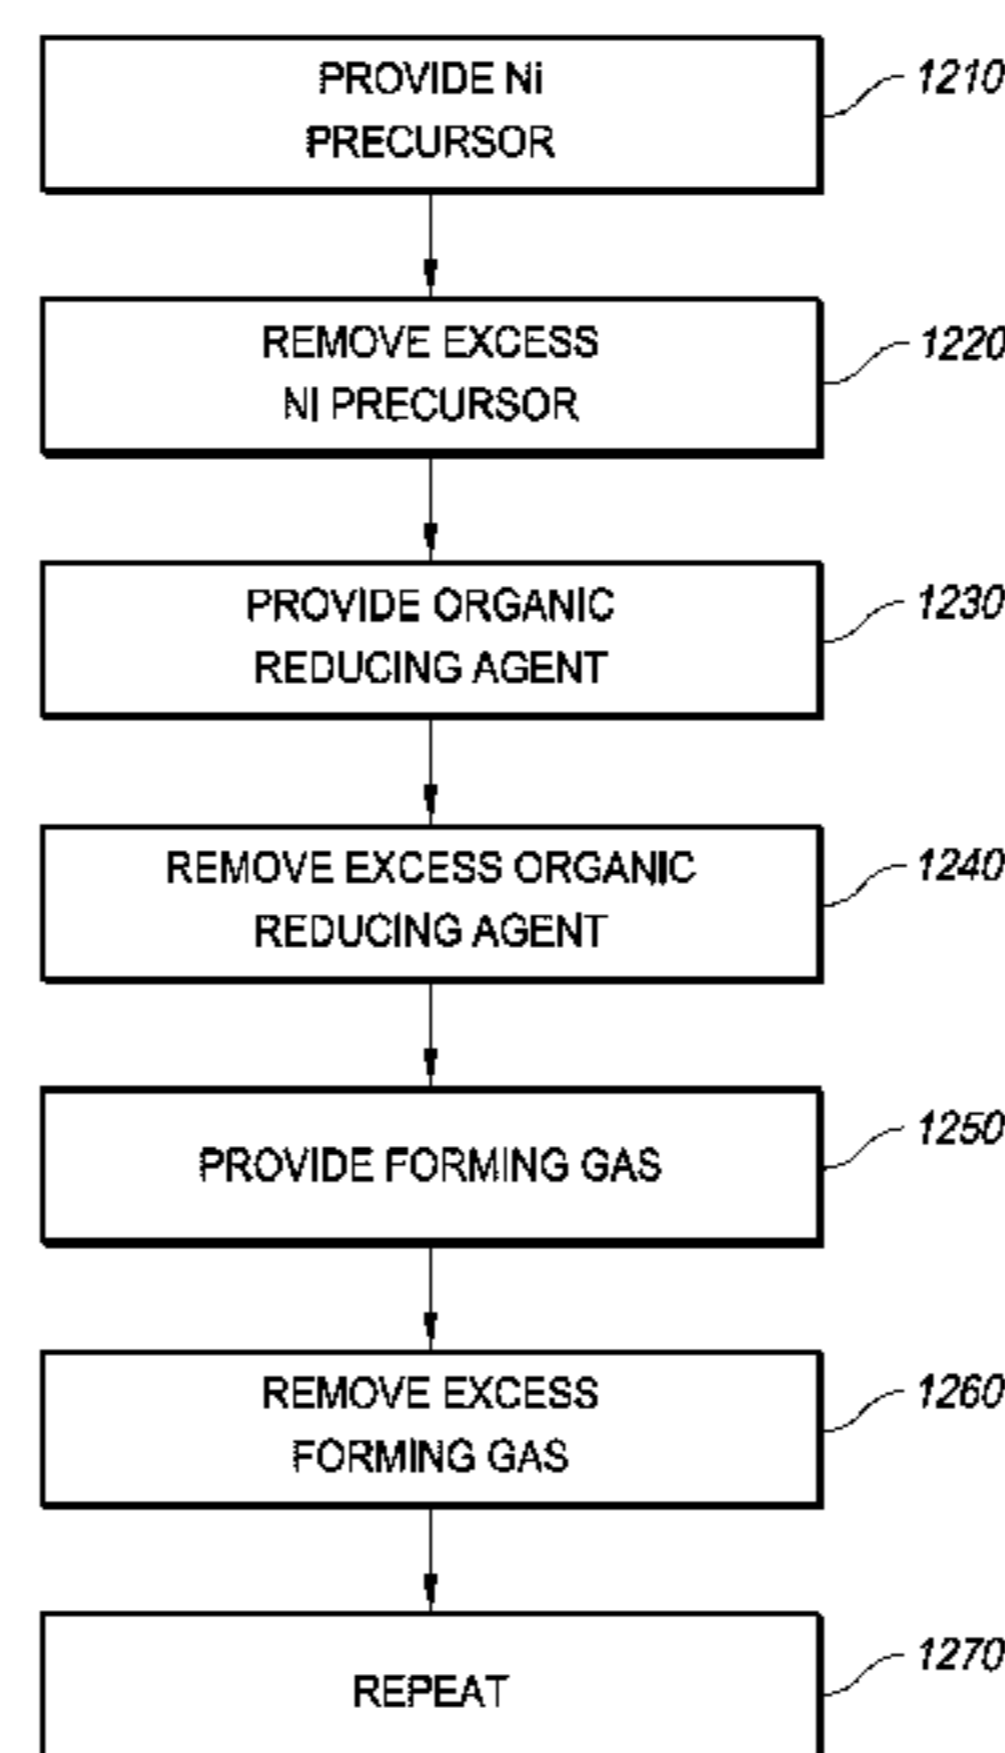 PROVIDE Ni
PRECURSOR
1210
REMOVE EXCESS
NI PRECURSOR
1220
PROVIDE ORGANIC
REDUCING AGENT
1230
REMOVE EXCESS ORGANIC
REDUCING AGENT
1240
PROVIDE FORMING GAS
1250
REMOVE EXCESS
FORMING GAS
1260
REPEAT
1270